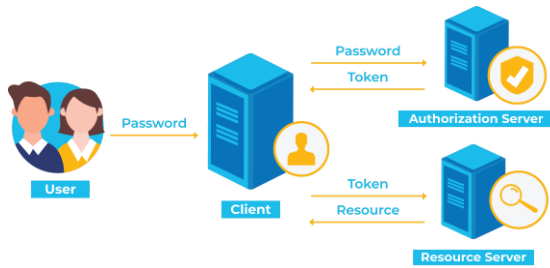 Password
Token
Authorization Server
Password
User
Client
Token
Resource
Resource Server